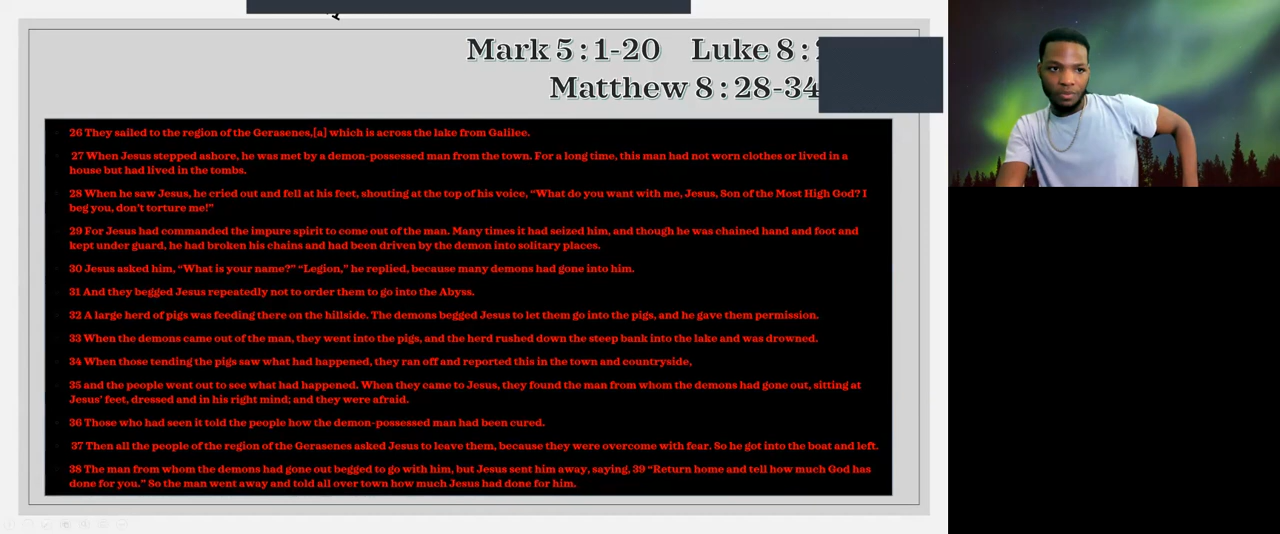 Mark 5 : 1-20 Luke 8 :
Matthew 8 : 28-34
26 They sailed to the region of the Gerasenes,[a] which is across the lake from Galilee.
27 When Jesus stepped ashore, he was met by a demon-possessed man from the town. For a long time, this man had not worn clothes or lived in a
house but had lived in the tombs.
28 When he saw Jesus, he cried out and fell at his feet, shouting at the top of his voice, “What do you want with me, Jesus, Son of the Most High God? I
beg you, don’t torture me!”
29 For Jesus had commanded the impure spirit to come out of the man. Many times it had seized him, and though he was chained hand and foot and
kept under guard, he had broken his chains and had been driven by the demon into solitary places.
30 Jesus asked him, “What is your name?” “Legion,” he replied, because many demons had gone into him.
31 And they begged Jesus repeatedly not to order them to go into the Abyss.
32 A large herd of pigs was feeding there on the hillside. The demons begged Jesus to let them go into the pigs, and he gave them permission.
33 When the demons came out of the man, they went into the pigs, and the herd rushed down the steep bank into the lake and was drowned.
34 When those tending the pigs saw what had happened, they ran off and reported this in the town and countryside,
35 and the people went out to see what had happened. When they came to Jesus, they found the man from whom the demons had gone out, sitting at
Jesus’ feet, dressed and in his right mind; and they were afraid.
36 Those who had seen it told the people how the demon-possessed man had been cured.
37 Then all the people of the region of the Gerasenes asked Jesus to leave them, because they were overcome with fear. So he got into the boat and left.
38 The man from whom the demons had gone out begged to go with him, but Jesus sent him away, saying, 39 “Return home and tell how much God has
done for you.” So the man went away and told all over town how much Jesus had done for him.